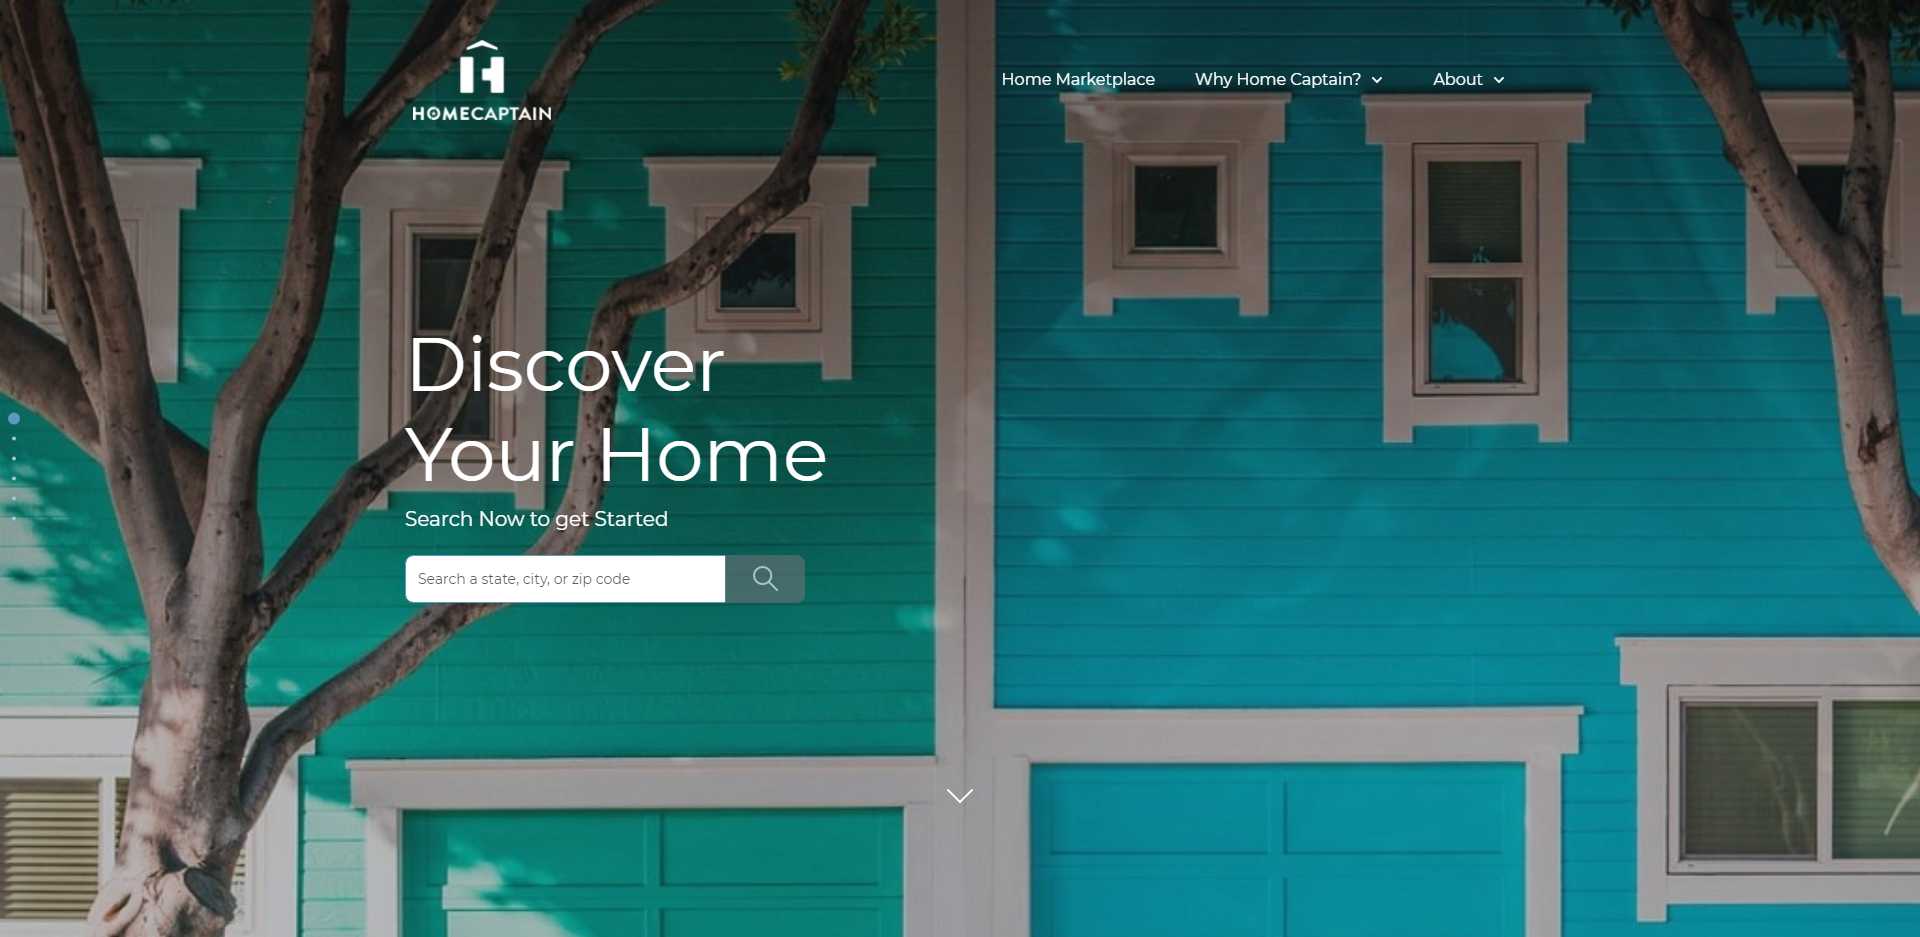 HOMECAPTAIN
Home Marketplace
Why Home Captain?
About
Discover
Your Home
Search Now to get Started
Search a state, city, or zip code